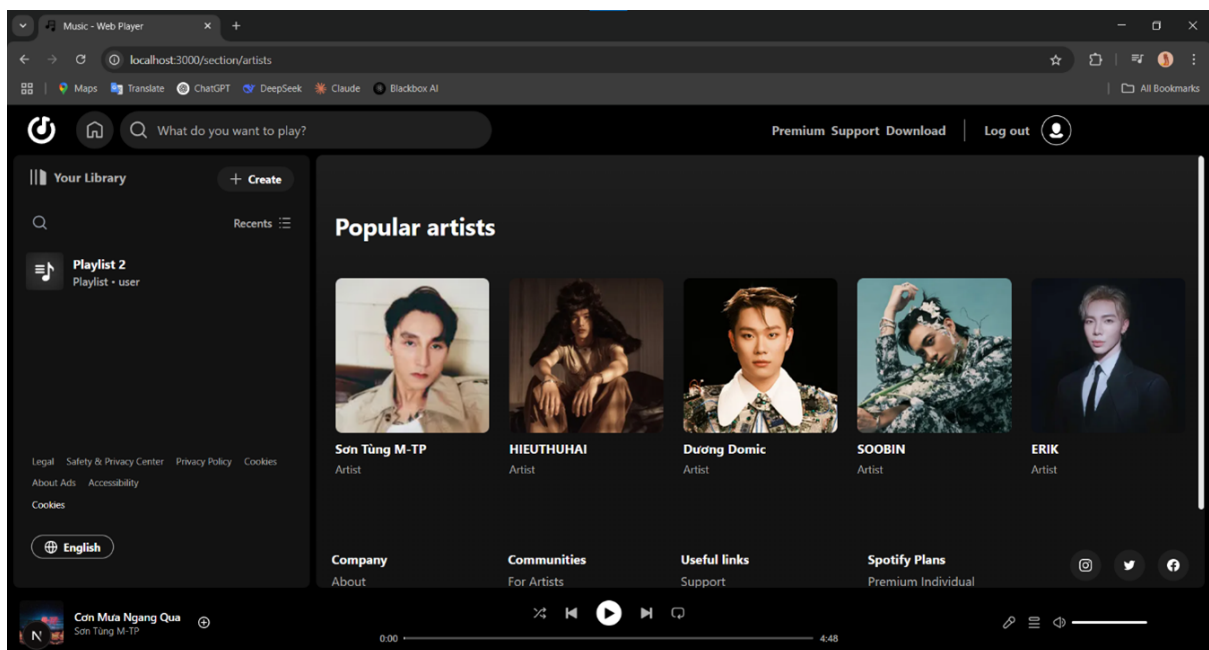 Music - Web Player
localhost:3000/section/artists
Maps Translate ChatGPT DeepSeek Claude Blackbox AI All Bookmarks
What do you want to play? Premium Support Download Log out
Your Library + Create
Recents
Playlist 2
Playlist • user
Legal Safety & Privacy Center Privacy Policy Cookies
About Ads Accessibility
Cookies
English
Popular artists
Sơn Tùng M-TP HIEUTHUHAI Dương Domic SOOBIN ERIK
Artist Artist Artist Artist Artist
Company Communities Useful links Spotify Plans
About For Artists Support Premium Individual
Cơn Mưa Ngang Qua
Sơn Tùng M-TP
N
0:00 4:48